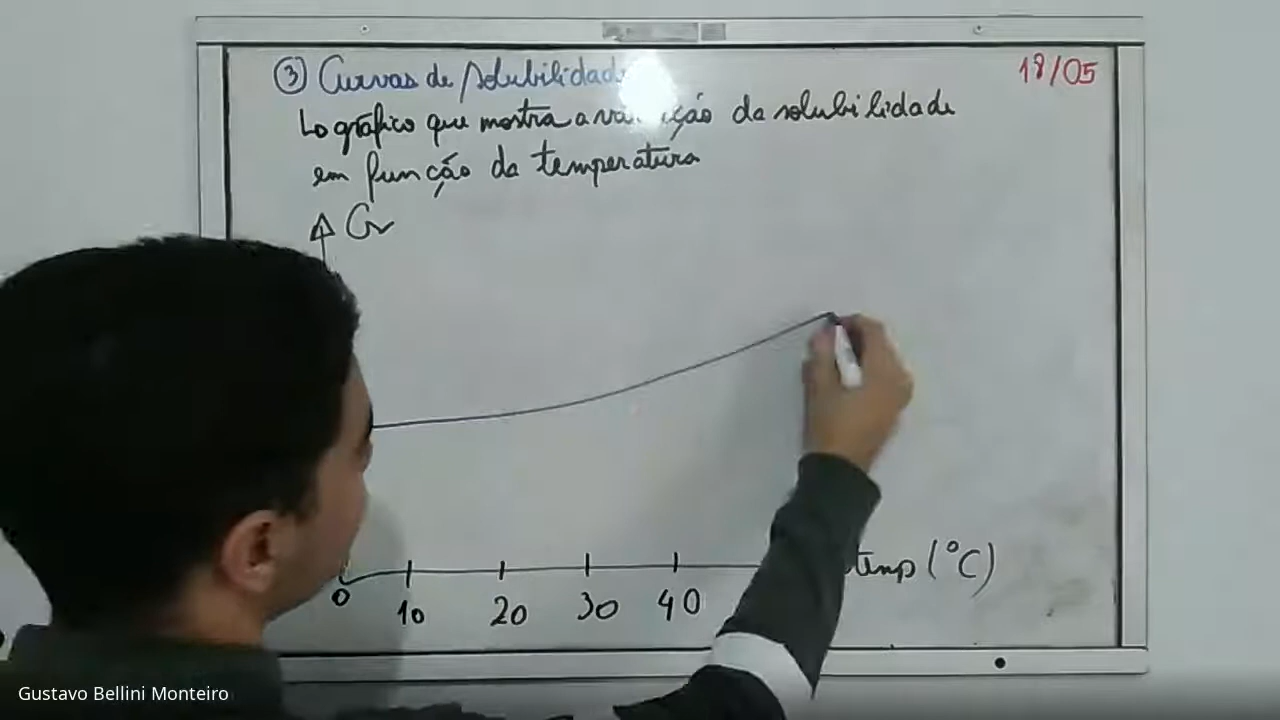 ③ Curvas de solubilidade
18/05
↳ gráfico que mostra a variação da solubilidade
em função da temperatura
Cs
0 10 20 30 40
temp (°C)
Gustavo Bellini Monteiro